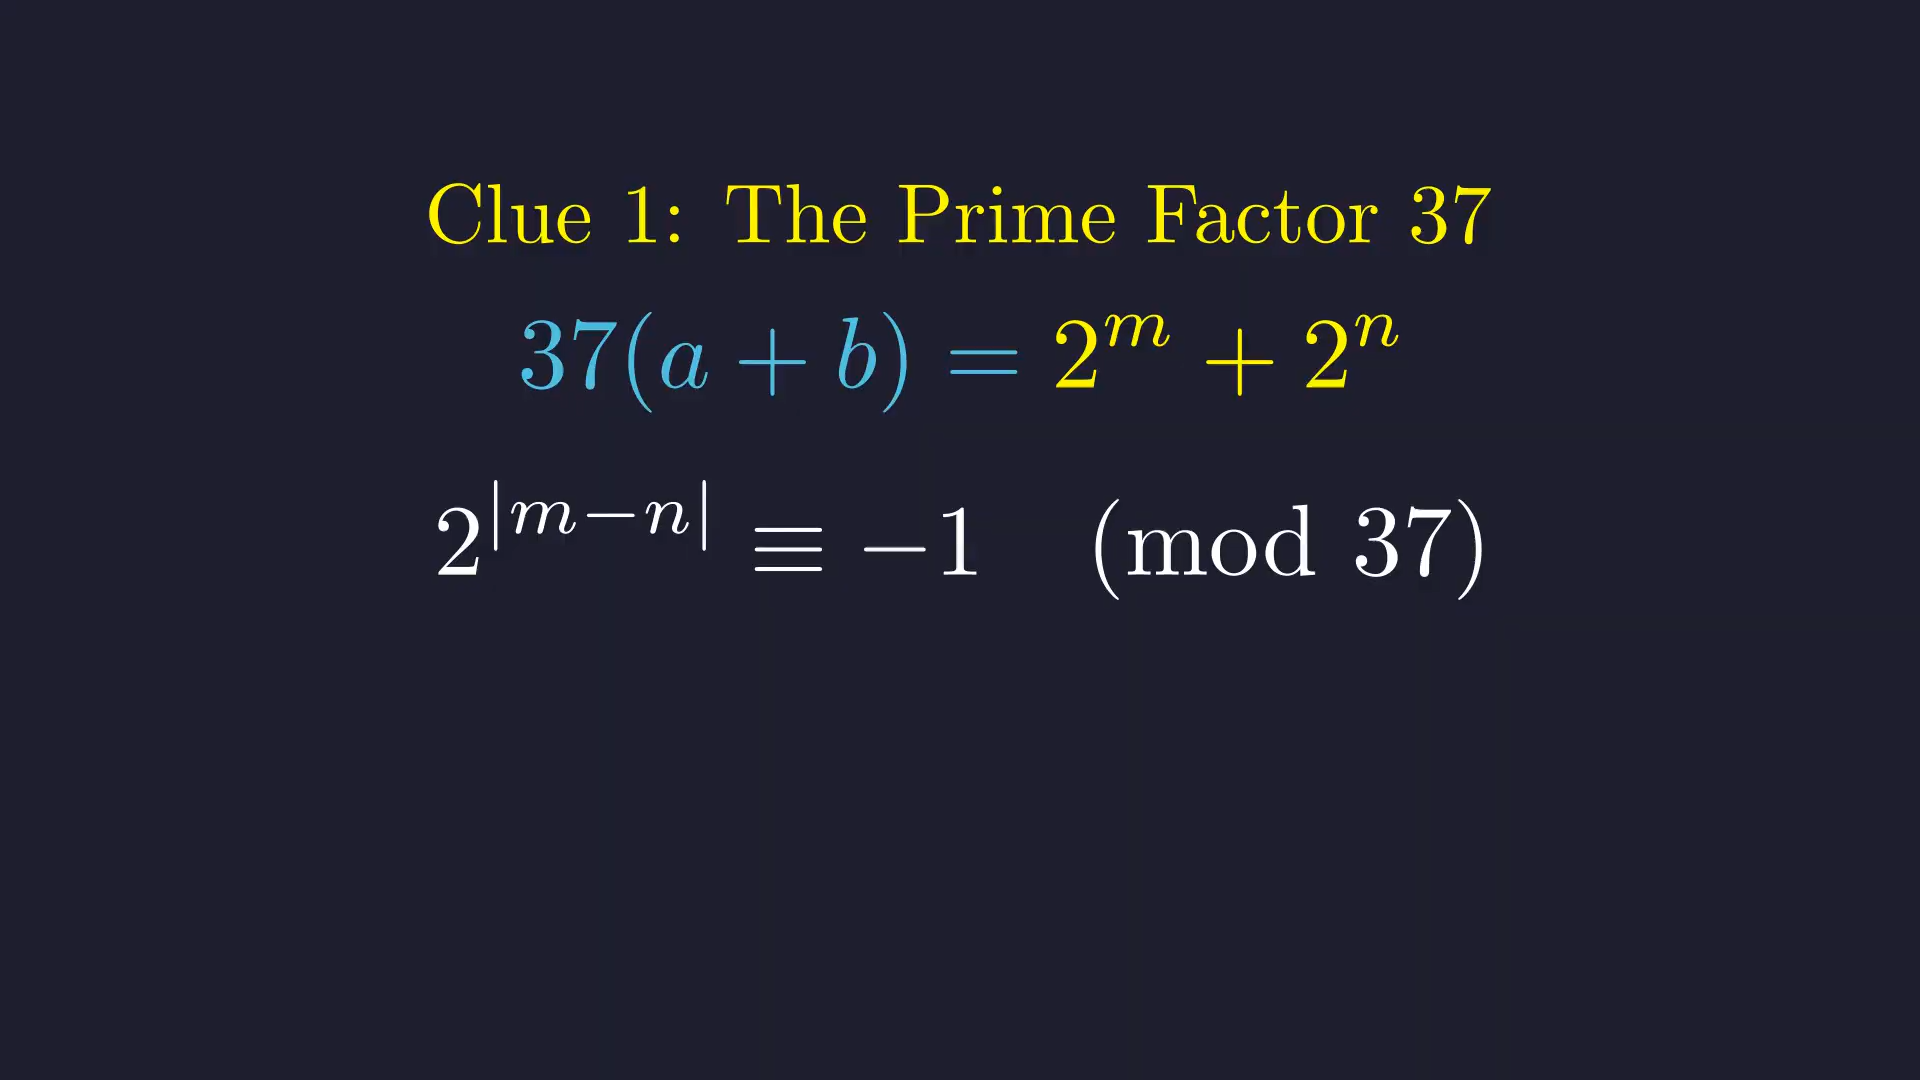 Clue 1: The Prime Factor 37
37(a + b) = 2^m + 2^n
2^{|m−n|} ≡ −1 (mod 37)